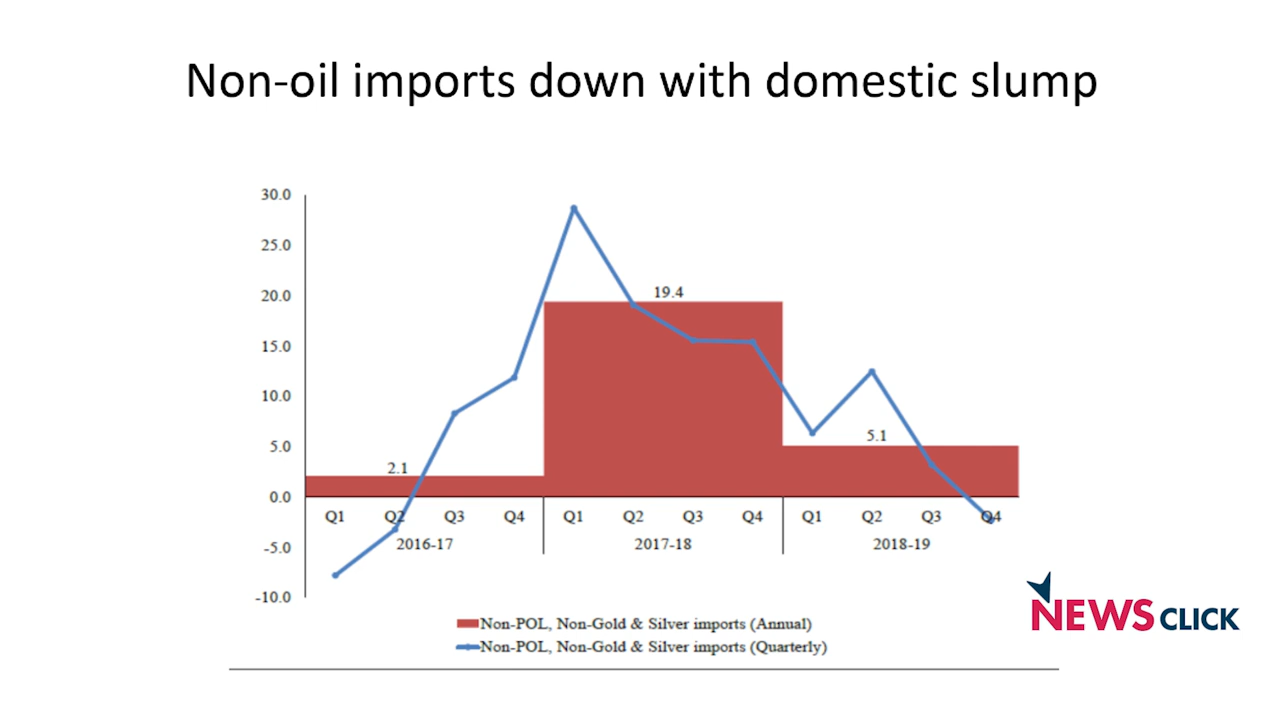 Non-oil imports down with domestic slump
30.0
25.0
20.0
15.0
10.0
5.0
0.0
-5.0
-10.0
2.1
19.4
5.1
Q1 Q2 Q3 Q4 Q1 Q2 Q3 Q4 Q1 Q2 Q3 Q4
2016-17 2017-18 2018-19
Non-POL, Non-Gold & Silver imports (Annual)
Non-POL, Non-Gold & Silver imports (Quarterly)
NEWS CLICK